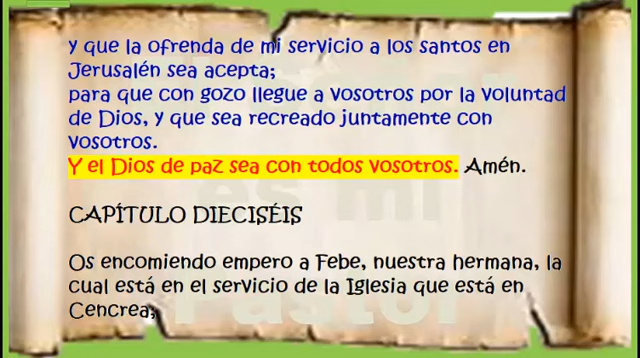 y que la ofrenda de mi servicio a los santos en
Jerusalén sea acepta;
para que con gozo llegue a vosotros por la voluntad
de Dios, y que sea recreado juntamente con
vosotros.
Y el Dios de paz sea con todos vosotros. Amén.
CAPÍTULO DIECISÉIS
Os encomiendo empero a Febe, nuestra hermana, la
cual está en el servicio de la Iglesia que está en
Cencrea;
es mi
Pastor